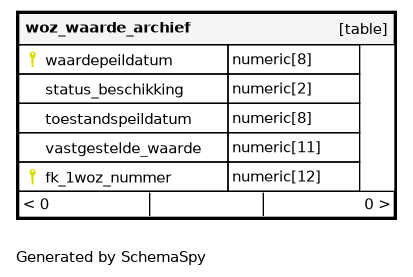 woz_waarde_archief [table]
waardepeildatum numeric[8]
status_beschikking numeric[2]
toestandspeildatum numeric[8]
vastgestelde_waarde numeric[11]
fk_1woz_nummer numeric[12]
< 0 0 >
Generated by SchemaSpy